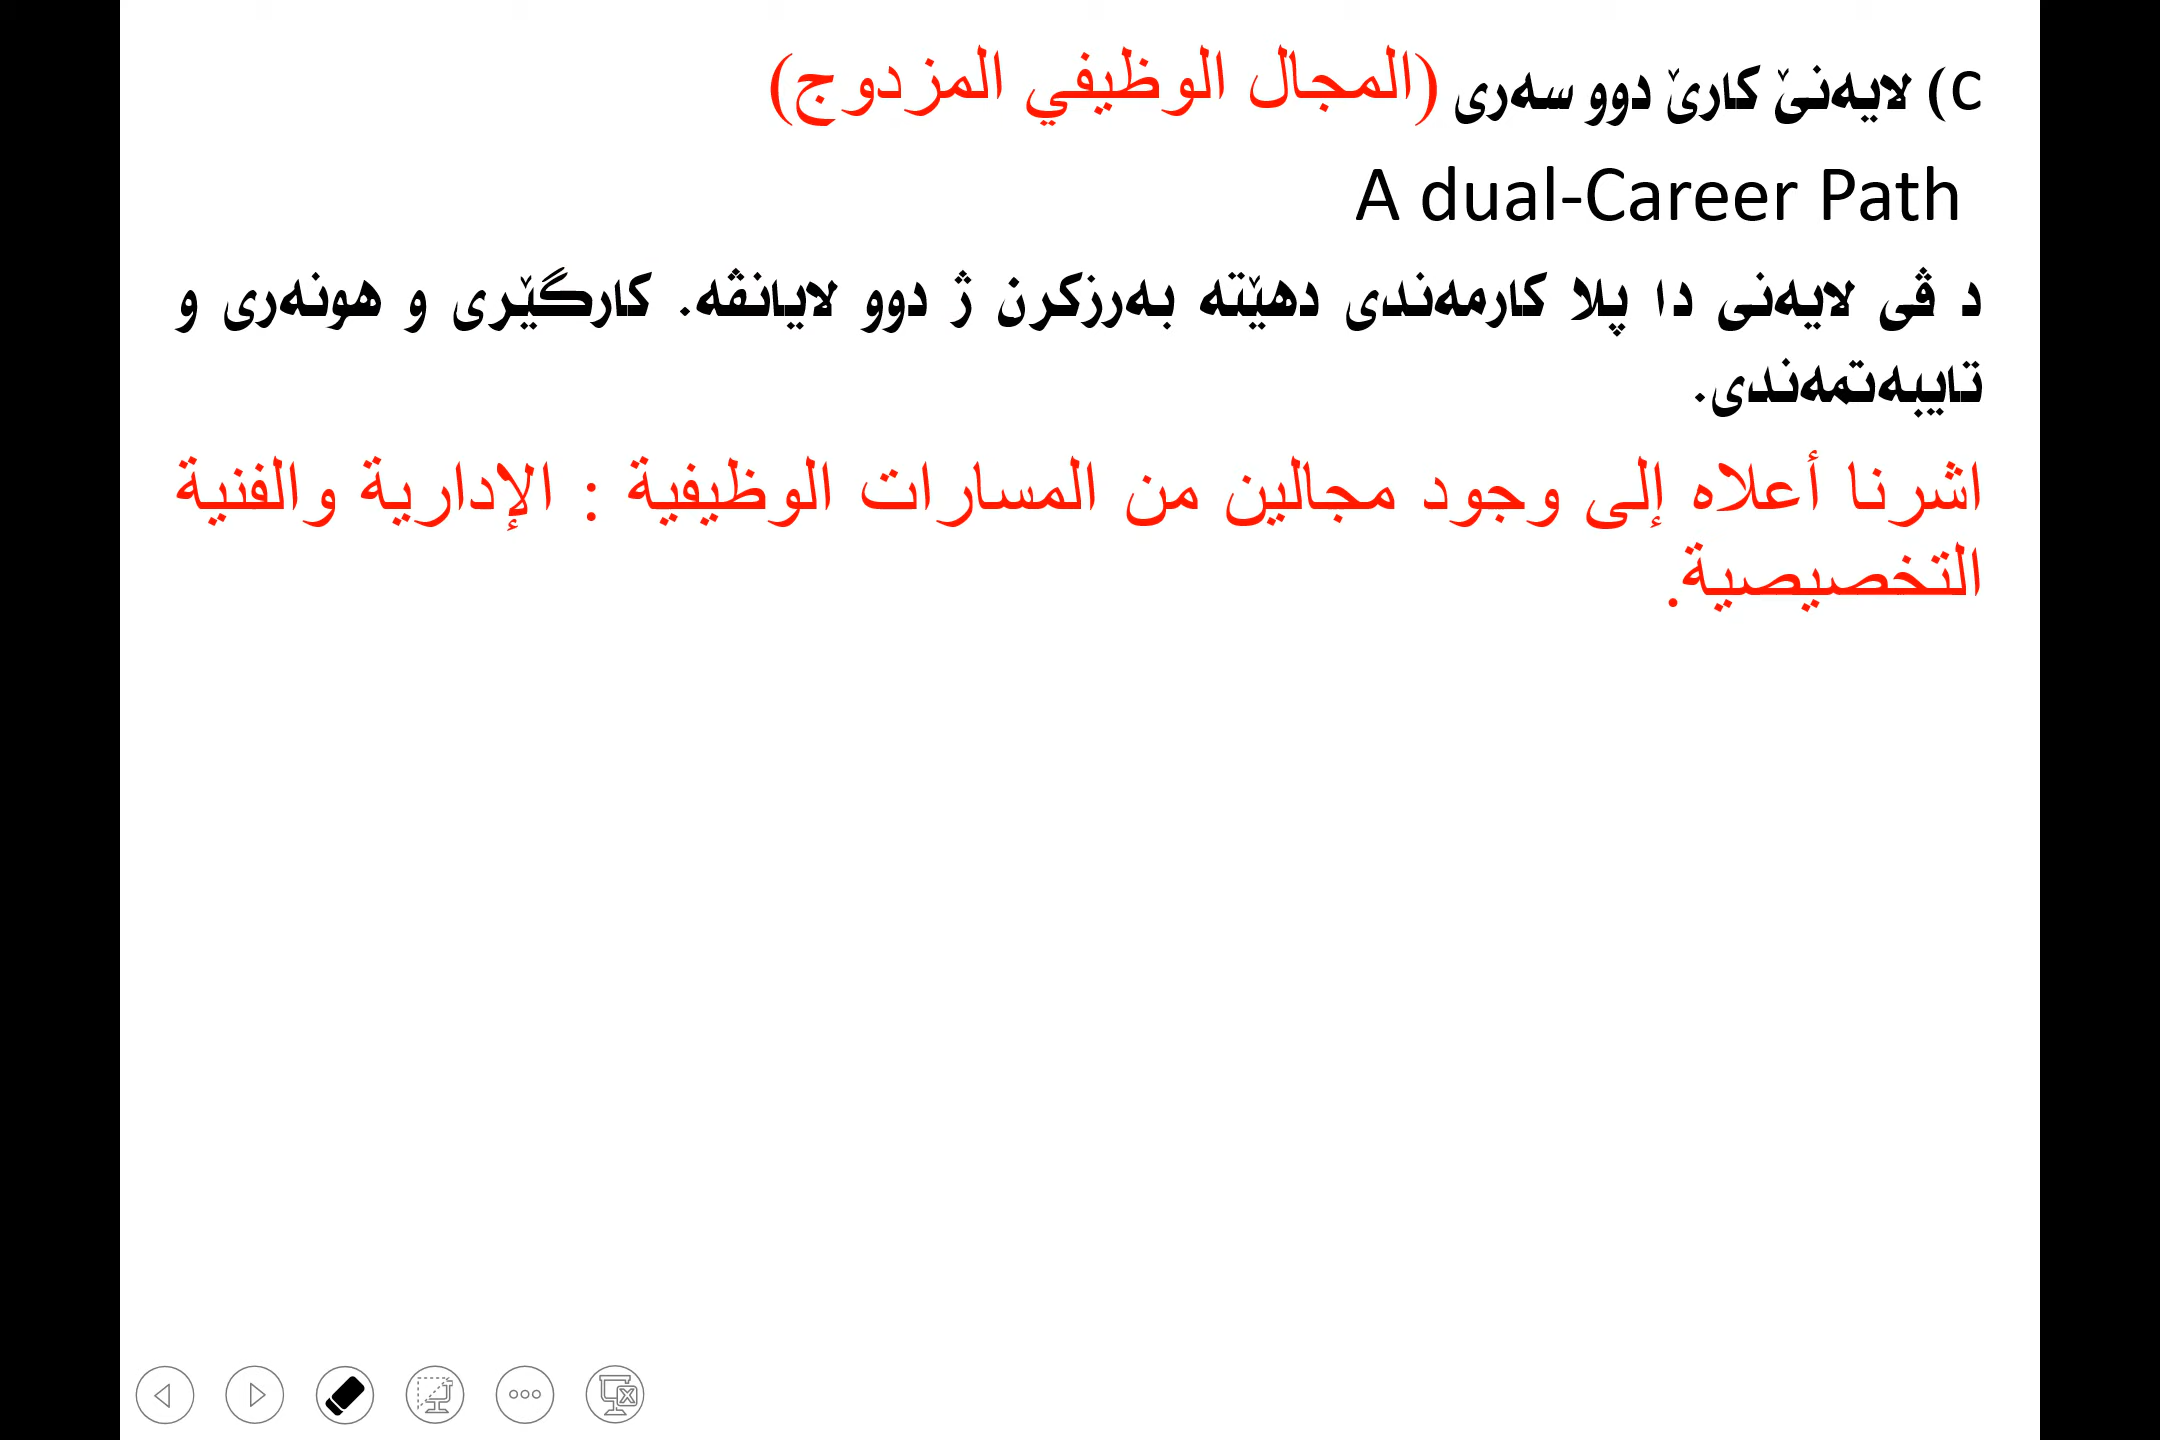 C) لایەنێ کارێ دوو سەری (المجال الوظيفي المزدوج)
A dual-Career Path
د ڤی لایەنی دا پلا کارمەندی دهێتە بەرزکرن ژ دوو لایانڤە. کارگێری و هونەری و
تایبەتمەندی.
اشرنا أعلاه إلى وجود مجالين من المسارات الوظيفية : الإدارية والفنية
التخصيصية.